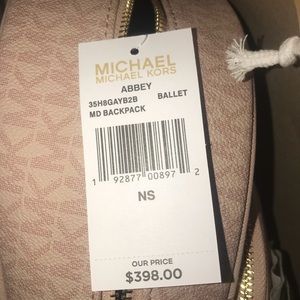 MICHAEL
MICHAEL KORS
ABBEY
35H8GAYB2B BALLET
MD BACKPACK
1 92877 00897 2
NS
OUR PRICE
$398.00